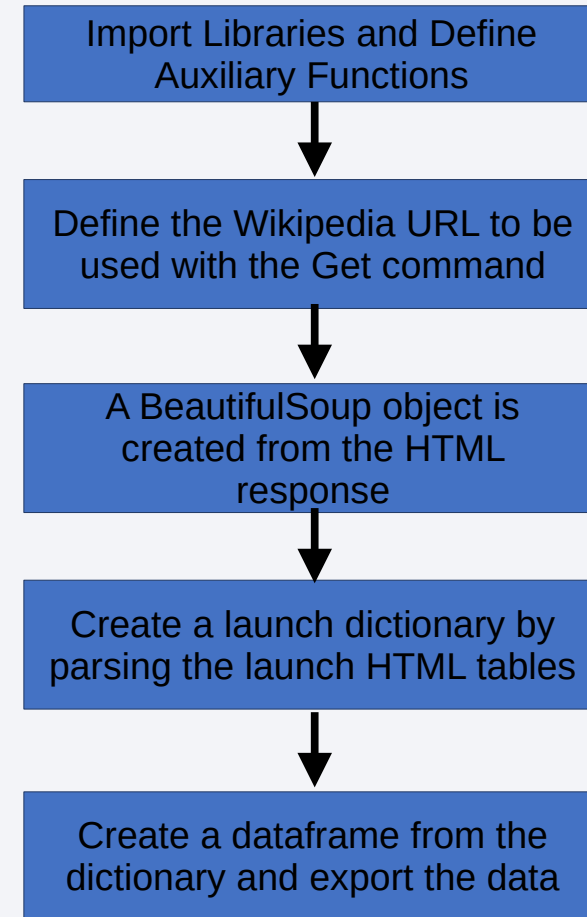 Import Libraries and Define
Auxiliary Functions
Define the Wikipedia URL to be
used with the Get command
A BeautifulSoup object is
created from the HTML
response
Create a launch dictionary by
parsing the launch HTML tables
Create a dataframe from the
dictionary and export the data